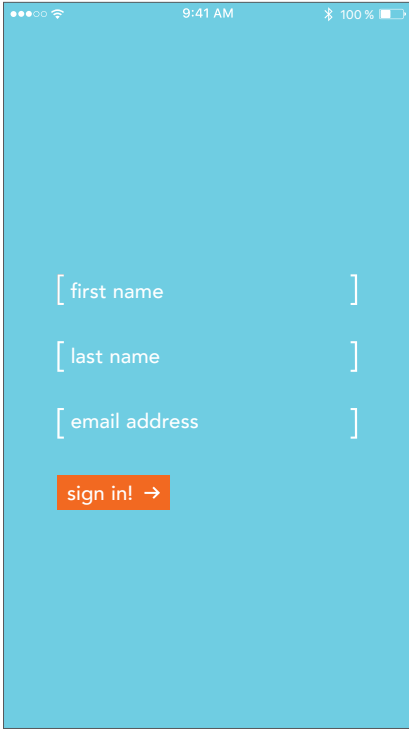 9:41 AM 100 %
[ first name ]
[ last name ]
[ email address ]
sign in! →